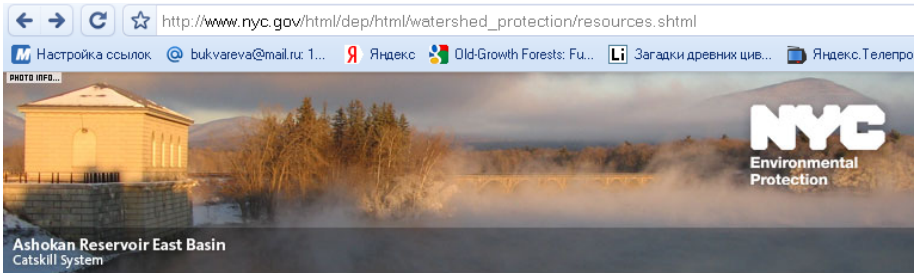 http://www.nyc.gov/html/dep/html/watershed_protection/resources.shtml
Настройка ссылок bukvareva@mail.ru: 1... Яндекс Old-Growth Forests: Fu... Li Загадки древних цив... Яндекс.Телепро
PHOTO INFO...
NYC
Environmental
Protection
Ashokan Reservoir East Basin
Catskill System